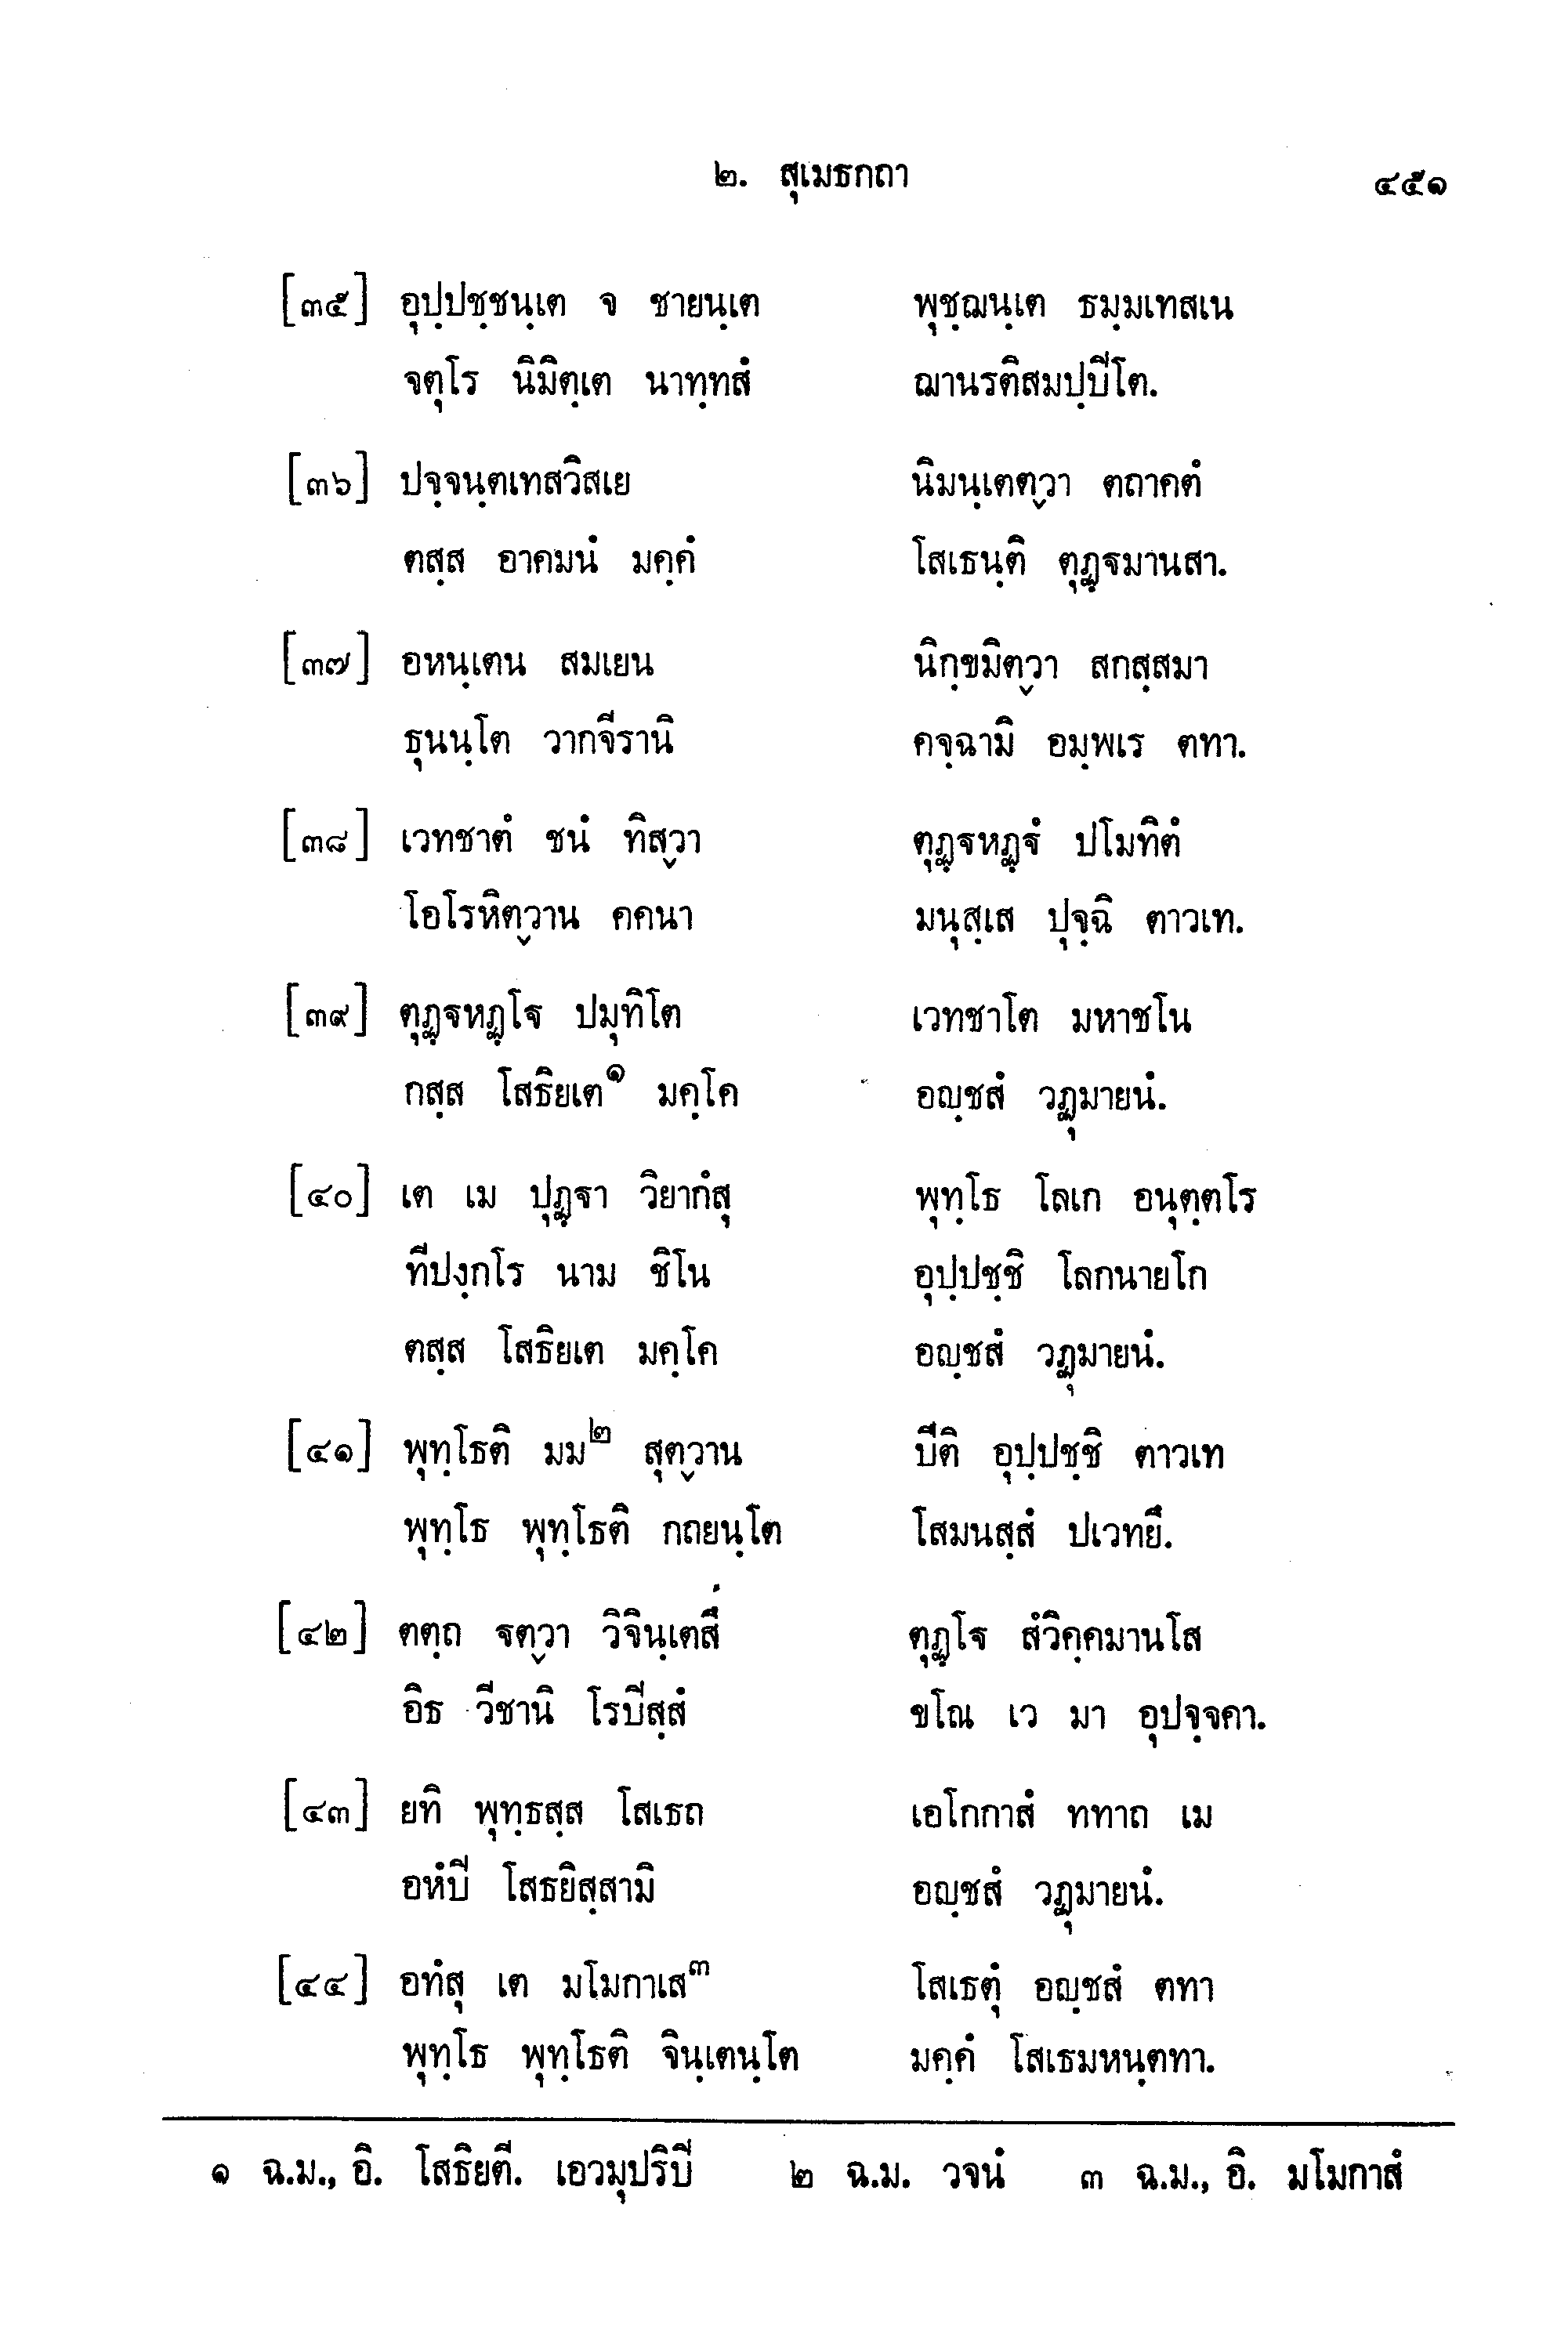 ๒. สุเมธกถา ๔๕๑
[๓๕] อุปฺปชฺชนฺเต จ ชายนฺเต พุชฺฌนฺเต ธมฺมเทสเน
จตุโร นิมิตฺเต นาทฺทสํ ฌานรติสมปฺปีโต.
[๓๖] ปจฺจนฺตเทสวิสเย นิมนฺเตตฺวา ตถาคตํ
ตสฺส อาคมนํ มคฺคํ โสเธนฺติ ตุฏฺฐมานสา.
[๓๗] อหนฺเตน สมเยน นิกฺขมิตฺวา สกสฺสมา
ธุนนฺโต วากจีรานิ คจฺฉามิ อมฺพเร ตทา.
[๓๘] เวทชาตํ ชนํ ทิสฺวา ตุฏฺฐหฏฺฐํ ปโมทิตํ
โอโรหิตฺวาน คคนา มนุสฺเส ปุจฺฉิ ตาวเท.
[๓๙] ตุฏฺฐหฏฺโฐ ปมุทิโต เวทชาโต มหาชโน
กสฺส โสธิยเต๑ มคฺโค อญฺชสํ วฏุมายนํ.
[๔๐] เต เม ปุฏฺฐา วิยากํสุ พุทฺโธ โลเก อนุตฺตโร
ทีปงฺกโร นาม ชิโน อุปฺปชฺชิ โลกนายโก
ตสฺส โสธิยเต มคฺโค อญฺชสํ วฏุมายนํ.
[๔๑] พุทฺโธติ มม๒ สุตฺวาน ปีติ อุปฺปชฺชิ ตาวเท
พุทฺโธ พุทฺโธติ กถยนฺโต โสมนสฺสํ ปเวทยึ.
[๔๒] ตตฺถ ฐตฺวา วิจินฺเตสึ ตุฏฺโฐ สํวิคฺคมานโส
อิธ วีชานิ โรปีสฺสํ ขโณ เว มา อุปจฺจคา.
[๔๓] ยทิ พุทฺธสฺส โสเธถ เอโกกาสํ ททาถ เม
อหํปี โสธยิสฺสามิ อญฺชสํ วฏุมายนํ.
[๔๔] อทํสุ เต มโมกาเส๓ โสเธตุํ อญฺชสํ ตทา
พุทฺโธ พุทฺโธติ จินฺเตนฺโต มคฺคํ โสเธมหนฺตทา.
๑ ฉ.ม., อิ. โสธิยตี. เอวมุปริปี ๒ ฉ.ม. วจนํ ๓ ฉ.ม., อิ. มโมกาสํ